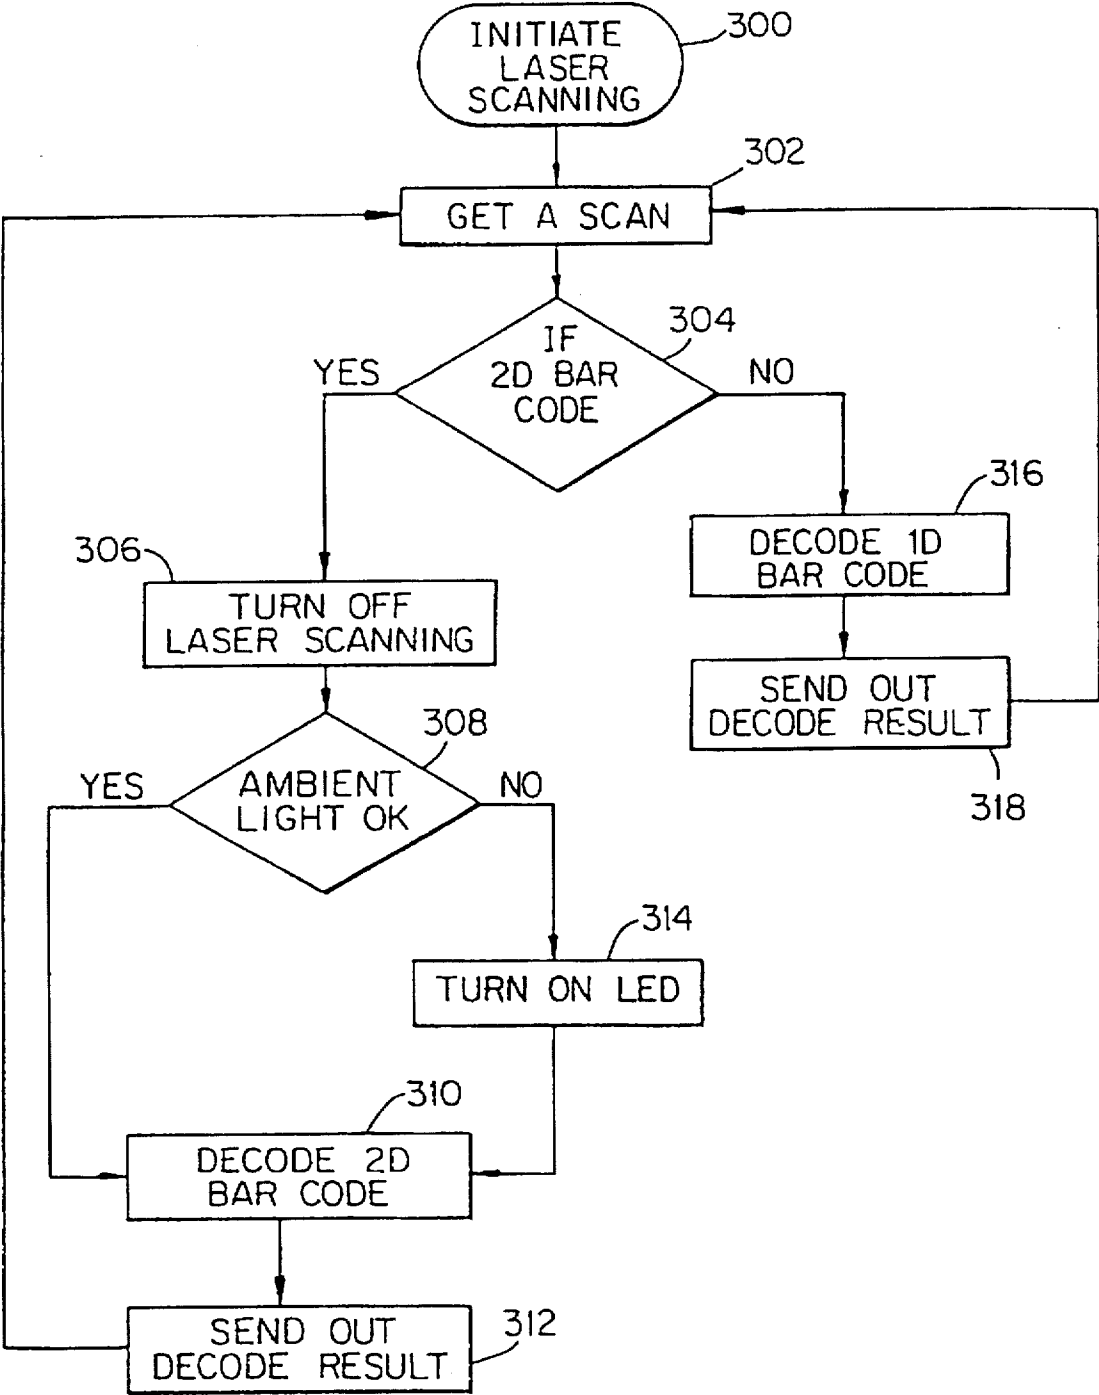 INITIATE
LASER
SCANNING
300
302
GET A SCAN
304
IF
2D BAR
CODE
YES
NO
316
DECODE 1D
BAR CODE
306
TURN OFF
LASER SCANNING
SEND OUT
DECODE RESULT
318
308
AMBIENT
LIGHT OK
YES
NO
314
TURN ON LED
310
DECODE 2D
BAR CODE
312
SEND OUT
DECODE RESULT